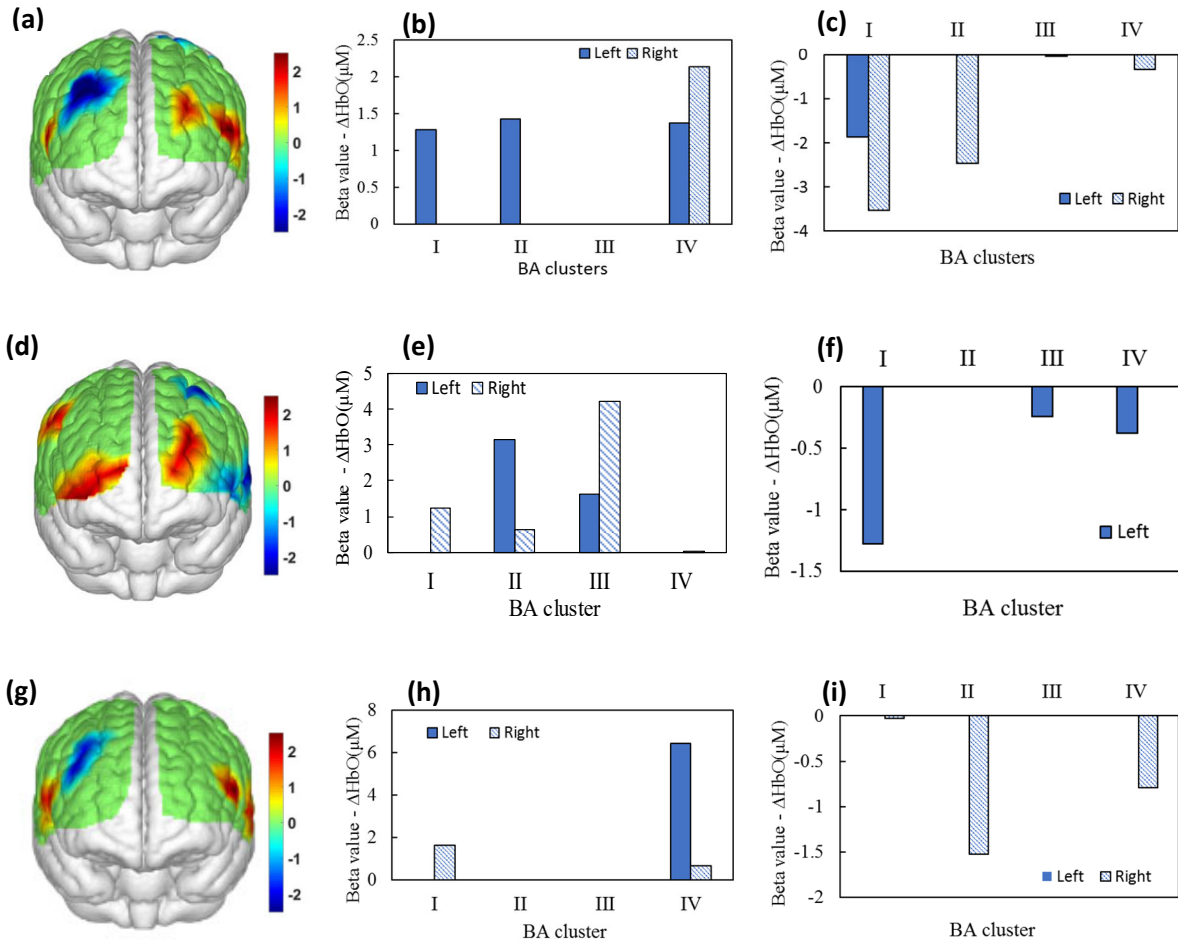 (a)
2
1
0
-1
-2
(b)
Beta value - ΔHbO(μM)
2.5
2
1.5
1
0.5
0
Left Right
I II III IV
BA clusters
(c)
I II III IV
Beta value - ΔHbO(μM)
0
-1
-2
-3
-4
Left Right
BA clusters
(d)
2
1
0
-1
-2
(e)
Beta value - ΔHbO(μM)
5
4
3
2
1
0
Left Right
I II III IV
BA cluster
(f)
I II III IV
Beta value - ΔHbO(μM)
0
-0.5
-1
-1.5
Left
BA cluster
(g)
2
1
0
-1
-2
(h)
Beta value - ΔHbO(μM)
8
6
4
2
0
Left Right
I II III IV
BA cluster
(i)
I II III IV
Beta value - ΔHbO(μM)
0
-0.5
-1
-1.5
-2
Left Right
BA cluster